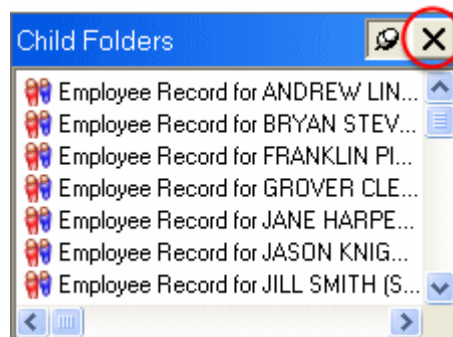 Child Folders
Employee Record for ANDREW LIN...
Employee Record for BRYAN STEV...
Employee Record for FRANKLIN PI...
Employee Record for GROVER CLE...
Employee Record for JANE HARPE...
Employee Record for JASON KNIG...
Employee Record for JILL SMITH (S...